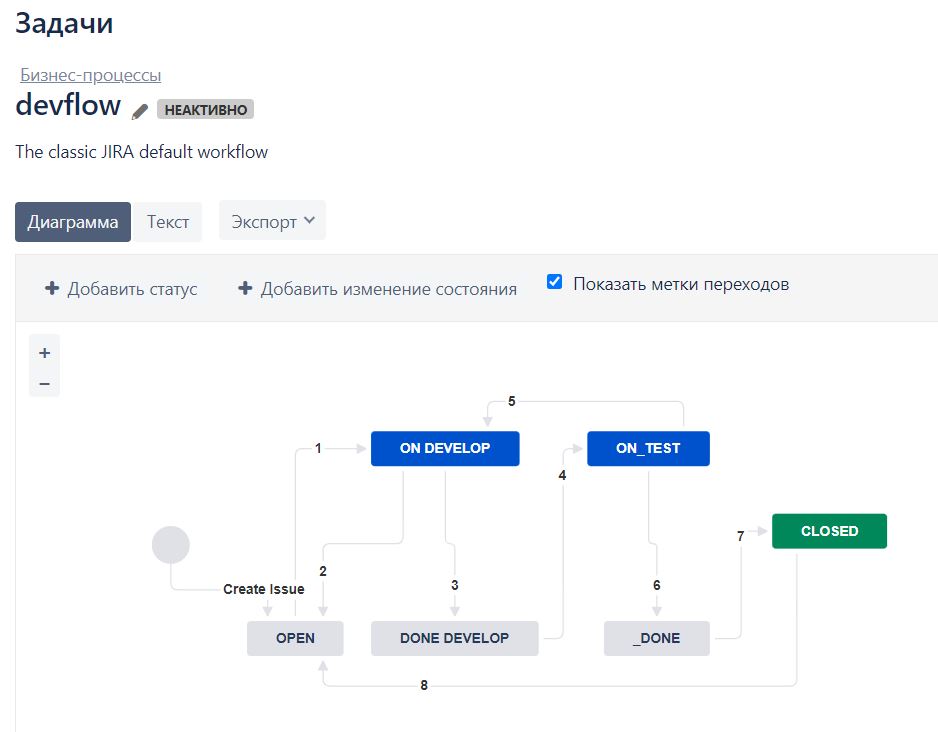 Задачи
Бизнес-процессы
devflow НЕАКТИВНО
The classic JIRA default workflow
Диаграмма Текст Экспорт
+ Добавить статус + Добавить изменение состояния Показать метки переходов
+
−
5
1 ON DEVELOP ON_TEST
4
7 CLOSED
2
Create Issue 3 6
OPEN DONE DEVELOP _DONE
8